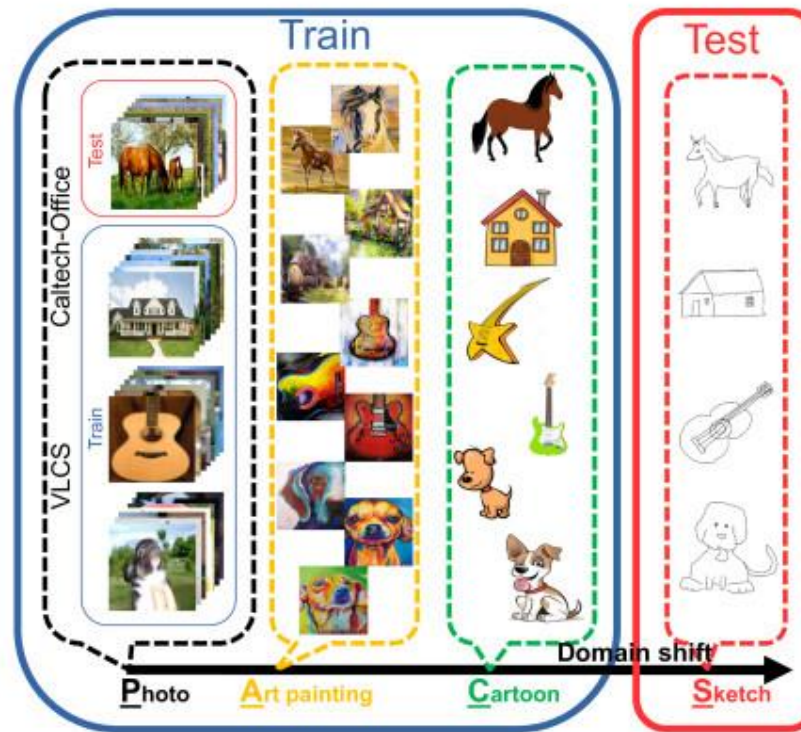 Train
Test
Caltech-Office
VLCS
Test
Train
Domain shift
Photo
Art painting
Cartoon
Sketch